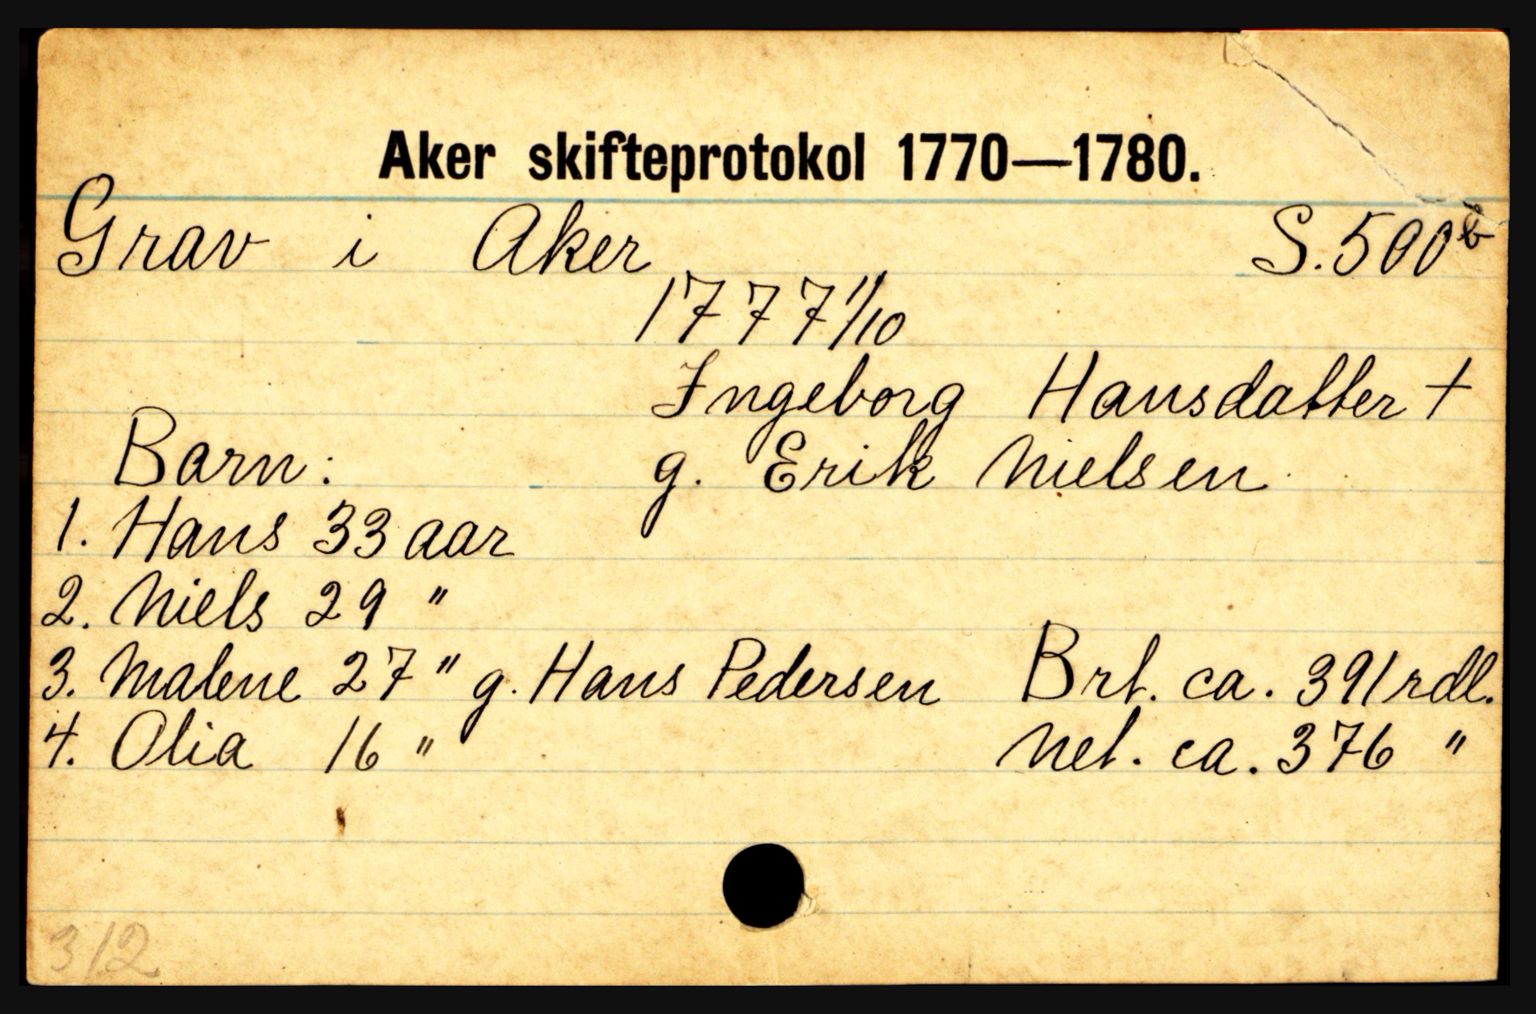 Aker skifteprotokol 1770—1780.
Grav i Aker S. 500b
1777 1/10
Ingeborg Hansdatter +
Barn: g. Erik Nielsen
1. Hans 33 aar
2. Niels 29 "
3. Malene 27 " g. Hans Pedersen Brt. ca. 391 rdl.
4. Olia 16 " Net. ca. 376 "
312